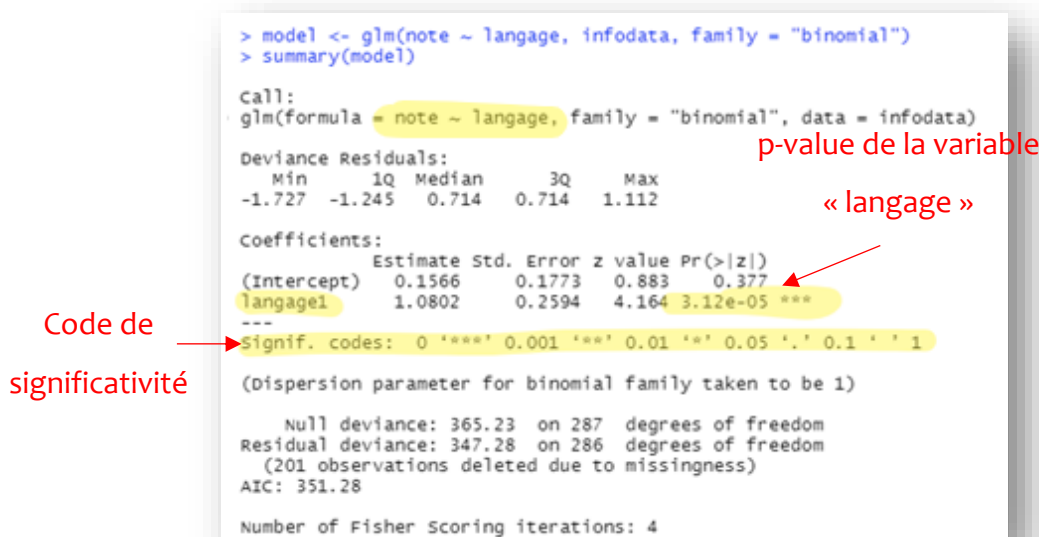 > model <- glm(note ~ langage, infodata, family = "binomial")
> summary(model)
Call:
glm(formula = note ~ langage, family = "binomial", data = infodata)
p-value de la variable
« langage »
Deviance Residuals:
Min 1Q Median 3Q Max
-1.727 -1.245 0.714 0.714 1.112
Coefficients:
Estimate Std. Error z value Pr(>|z|)
(Intercept) 0.1566 0.1773 0.883 0.377
langage1 1.0802 0.2594 4.164 3.12e-05 ***
---
Code de
significativité
Signif. codes: 0 ‘***’ 0.001 ‘**’ 0.01 ‘*’ 0.05 ‘.’ 0.1 ‘ ’ 1
(Dispersion parameter for binomial family taken to be 1)
Null deviance: 365.23 on 287 degrees of freedom
Residual deviance: 347.28 on 286 degrees of freedom
(201 observations deleted due to missingness)
AIC: 351.28
Number of Fisher Scoring iterations: 4